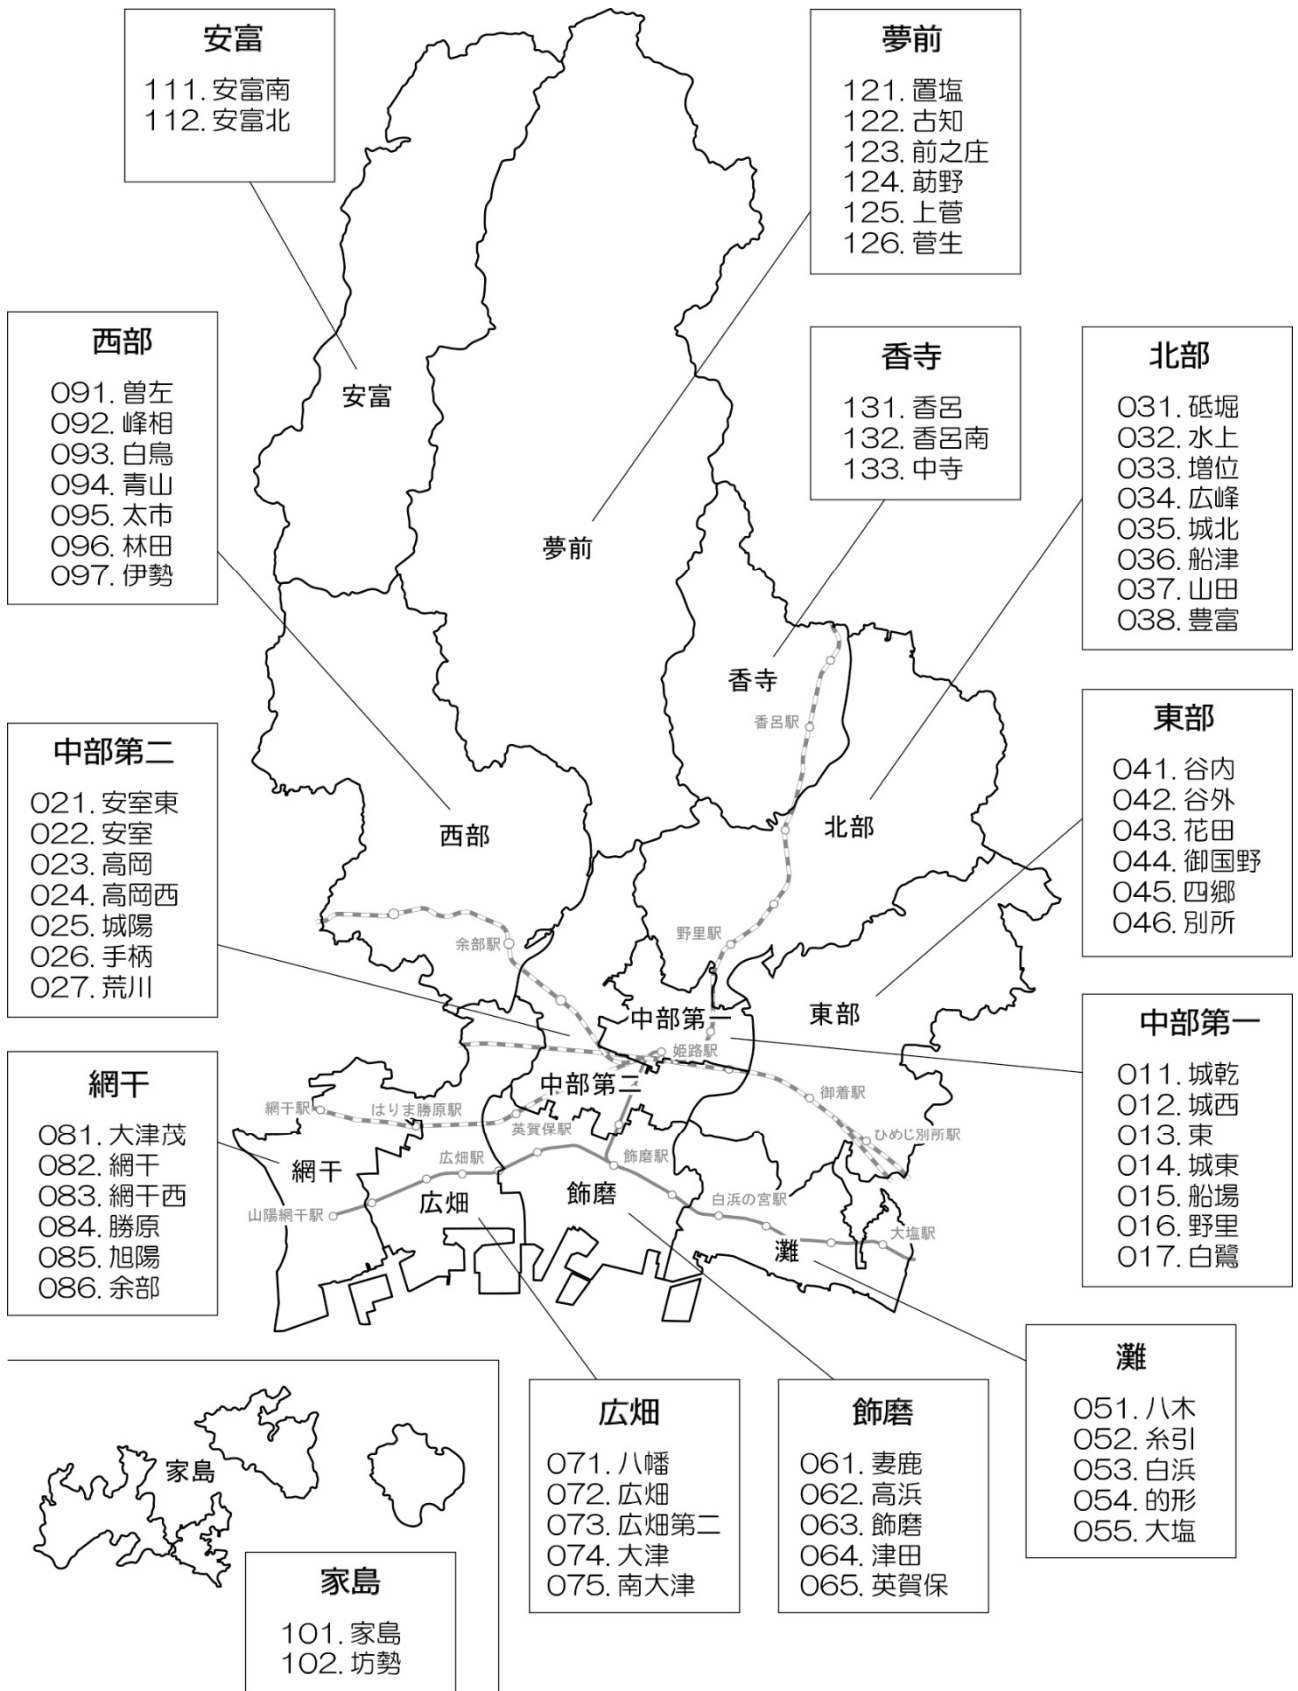 安富
111. 安富南
112. 安富北
夢前
121. 置塩
122. 古知
123. 前之庄
124. 莇野
125. 上菅
126. 菅生
西部
091. 曽左
092. 峰相
093. 白鳥
094. 青山
095. 太市
096. 林田
097. 伊勢
香寺
131. 香呂
132. 香呂南
133. 中寺
北部
031. 砥堀
032. 水上
033. 増位
034. 広峰
035. 城北
036. 船津
037. 山田
038. 豊富
安富
夢前
香寺
香呂駅
中部第二
021. 安室東
022. 安室
023. 高岡
024. 高岡西
025. 城陽
026. 手柄
027. 荒川
東部
041. 谷内
042. 谷外
043. 花田
044. 御国野
045. 四郷
046. 別所
西部
北部
余部駅
野里駅
中部第一
東部
姫路駅
中部第二
御着駅
ひめじ別所駅
網干
081. 大津茂
082. 網干
083. 網干西
084. 勝原
085. 旭陽
086. 余部
中部第一
011. 城乾
012. 城西
013. 東
014. 城東
015. 船場
016. 野里
017. 白鷺
網干駅
はりま勝原駅
英賀保駅
広畑駅
飾磨駅
網干
広畑
飾磨
山陽網干駅
白浜の宮駅
大塩駅
灘
灘
051. 八木
052. 糸引
053. 白浜
054. 的形
055. 大塩
広畑
071. 八幡
072. 広畑
073. 広畑第二
074. 大津
075. 南大津
飾磨
061. 妻鹿
062. 高浜
063. 飾磨
064. 津田
065. 英賀保
家島
家島
101. 家島
102. 坊勢